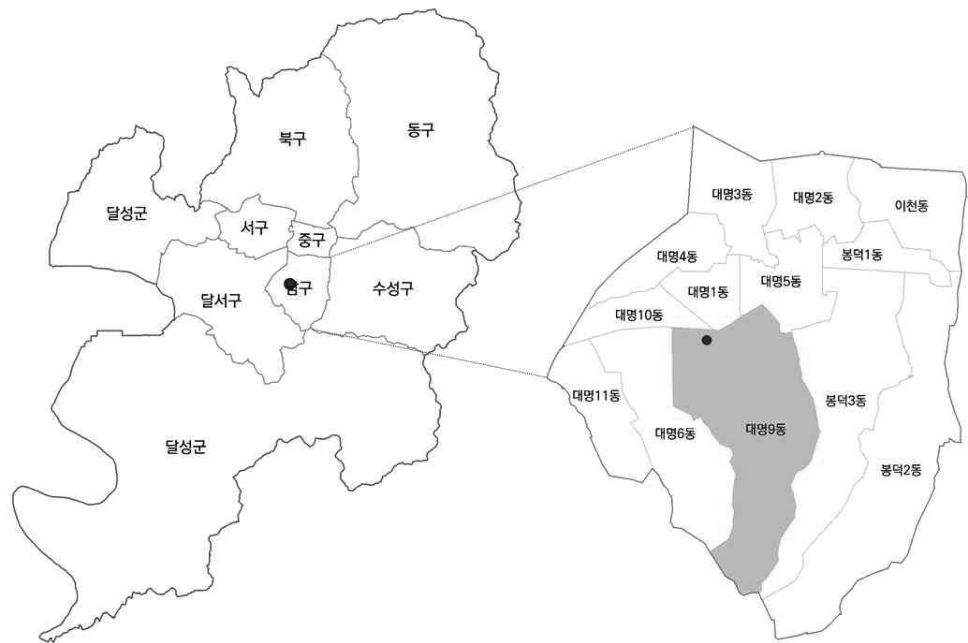 북구
동구
달성군
서구
중구
달서구
남구
수성구
달성군
대명3동
대명2동
이천동
대명4동
봉덕1동
대명1동
대명5동
대명10동
대명11동
대명6동
대명9동
봉덕3동
봉덕2동